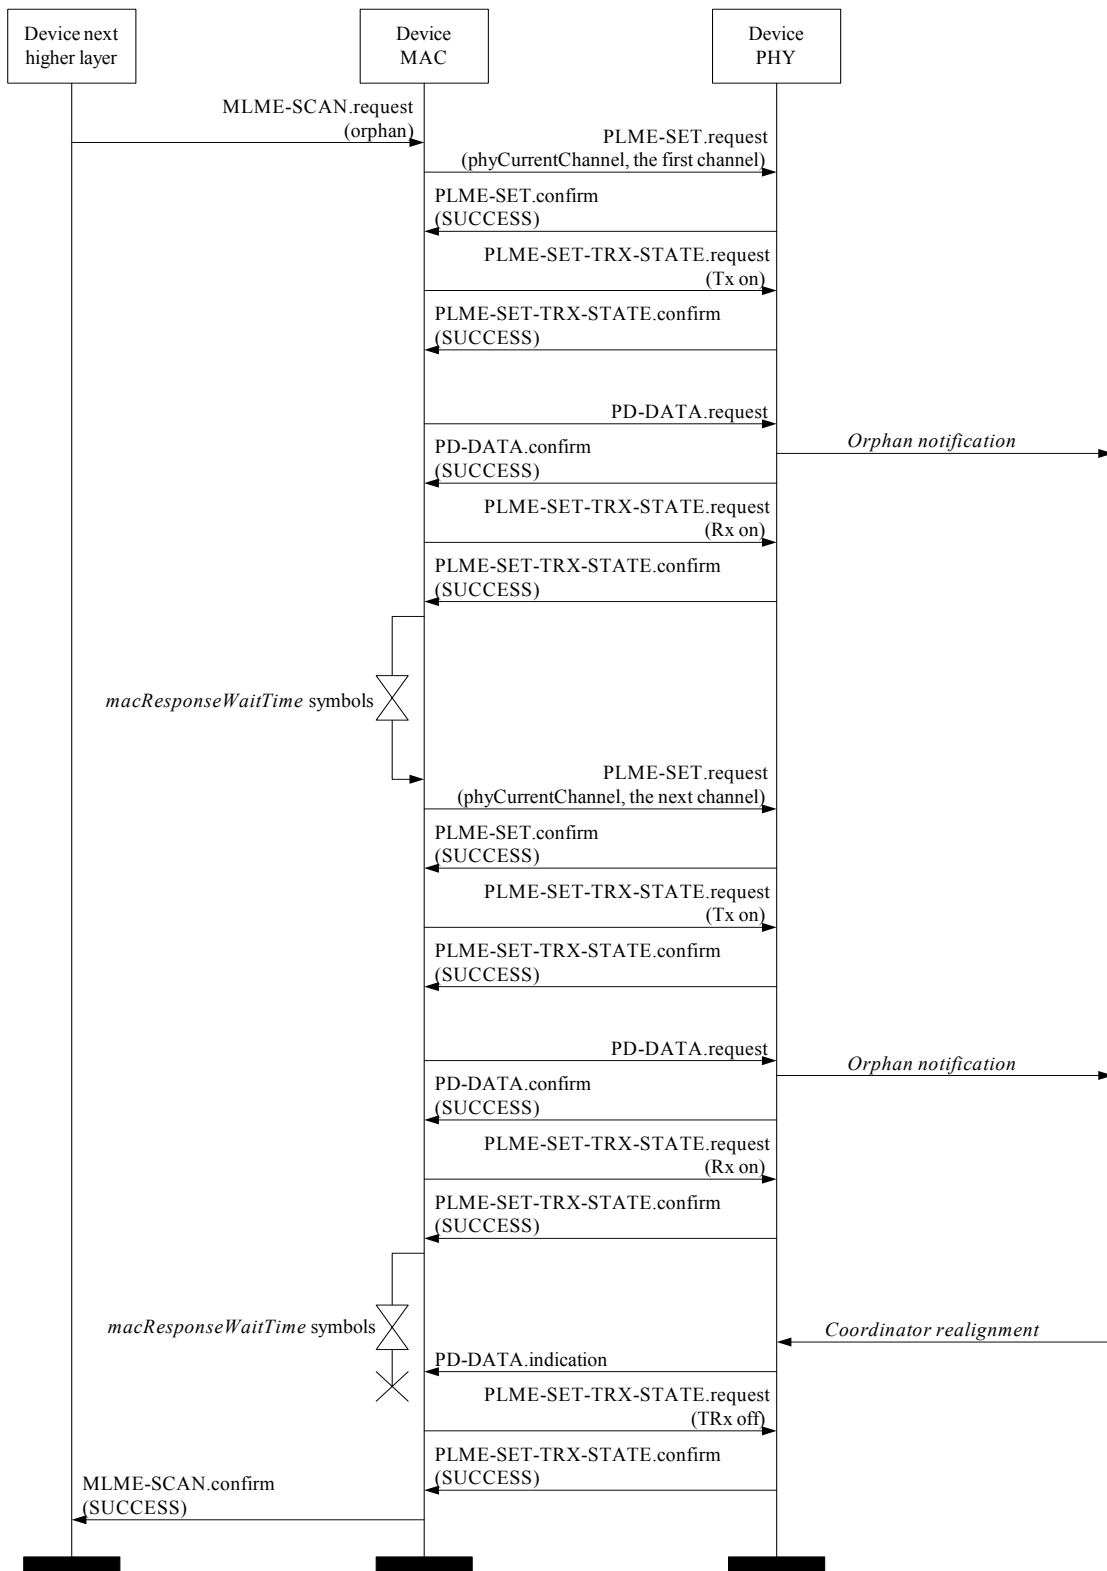 Device next
higher layer
Device
MAC
Device
PHY
MLME-SCAN.request
(orphan)
PLME-SET.request
(phyCurrentChannel, the first channel)
PLME-SET.confirm
(SUCCESS)
PLME-SET-TRX-STATE.request
(Tx on)
PLME-SET-TRX-STATE.confirm
(SUCCESS)
PD-DATA.request
Orphan notification
PD-DATA.confirm
(SUCCESS)
PLME-SET-TRX-STATE.request
(Rx on)
PLME-SET-TRX-STATE.confirm
(SUCCESS)
macResponseWaitTime symbols
PLME-SET.request
(phyCurrentChannel, the next channel)
PLME-SET.confirm
(SUCCESS)
PLME-SET-TRX-STATE.request
(Tx on)
PLME-SET-TRX-STATE.confirm
(SUCCESS)
PD-DATA.request
Orphan notification
PD-DATA.confirm
(SUCCESS)
PLME-SET-TRX-STATE.request
(Rx on)
PLME-SET-TRX-STATE.confirm
(SUCCESS)
macResponseWaitTime symbols
Coordinator realignment
PD-DATA.indication
PLME-SET-TRX-STATE.request
(TRx off)
PLME-SET-TRX-STATE.confirm
(SUCCESS)
MLME-SCAN.confirm
(SUCCESS)